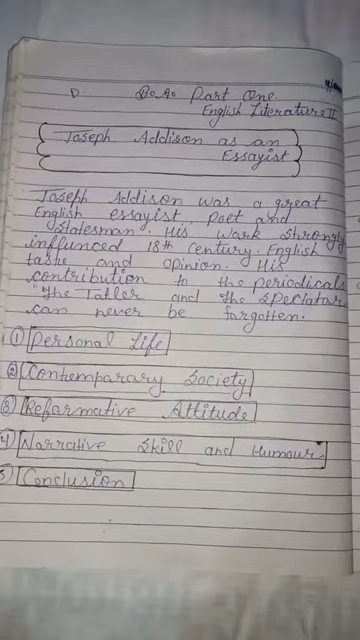 B.A. Part One.
English Literature II
Joseph Addison as an
Essayist
Joseph Addison was a great
English essayist, poet and
Statesman. His work strongly
influnced 18th Century English
taste and opinion. His
contribution to the periodicals
"The Tatler and The Spectator
can never be forgotten.
① Personal Life
② Contemparary Society
③ Reformative Attitude
④ Narrative Skill and Humour
⑤ Conclusion